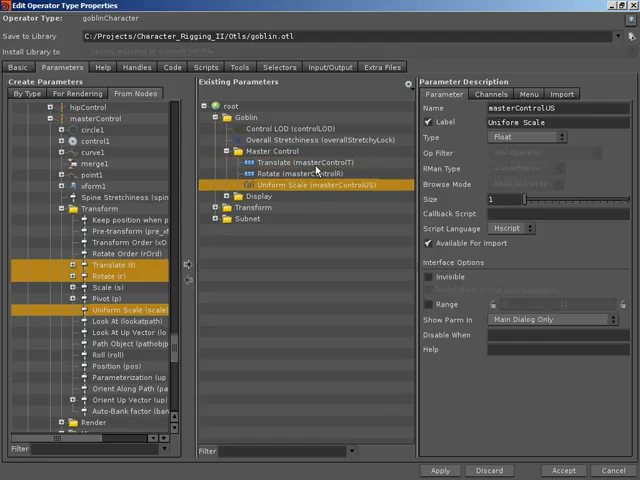 Edit Operator Type Properties
Operator Type: goblinCharacter
Save to Library C:/Projects/Character_Rigging_II/Otls/goblin.otl
Install Library to
Basic Parameters Help Handles Code Scripts Tools Selectors Input/Output Extra Files
Create Parameters
By Type For Rendering From Nodes
hipControl
masterControl
circle1
control1
curve1
merge1
point1
xform1
Spine Stretchiness (spin
Transform
Keep position when p
Pre-transform (pre_xf
Transform Order (xO
Rotate Order (rOrd)
Translate (t)
Rotate (r)
Scale (s)
Pivot (p)
Uniform Scale (scale)
Look At (lookatpath)
Look At Up Vector (lo
Path Object (pathobj
Roll (roll)
Position (pos)
Parameterization (up
Orient Along Path (pa
Orient Up Vector (up
Auto-Bank factor (ban
Render
Filter
Existing Parameters
root
Goblin
Control LOD (controlLOD)
Overall Stretchiness (overallStretchyLock)
Master Control
Translate (masterControlT)
Rotate (masterControlR)
Uniform Scale (masterControlUS)
Display
Transform
Subnet
Filter
Parameter Description
Parameter Channels Menu Import
Name masterControlUS
Label Uniform Scale
Type Float
Op Filter
RMan Type
Browse Mode
Size 1
Callback Script
Script Language Hscript
Available For Import
Interface Options
Invisible
Range
Show Parm In Main Dialog Only
Disable When
Help
Apply Discard Accept Cancel